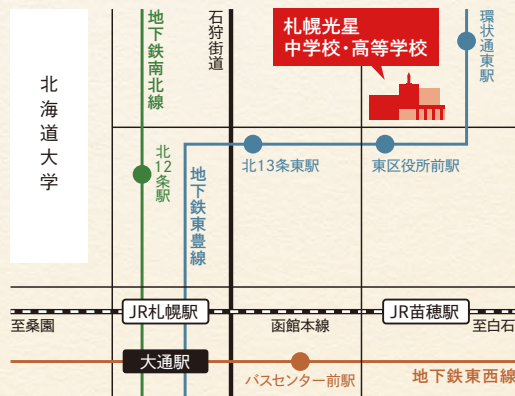 地下鉄南北線
石狩街道
札幌光星
中学校・高等学校
環状通東駅
北海道大学
北12条駅
地下鉄東豊線
北13条東駅
東区役所前駅
JR札幌駅
JR苗穂駅
至桑園
函館本線
至白石
大通駅
バスセンター前駅
地下鉄東西線